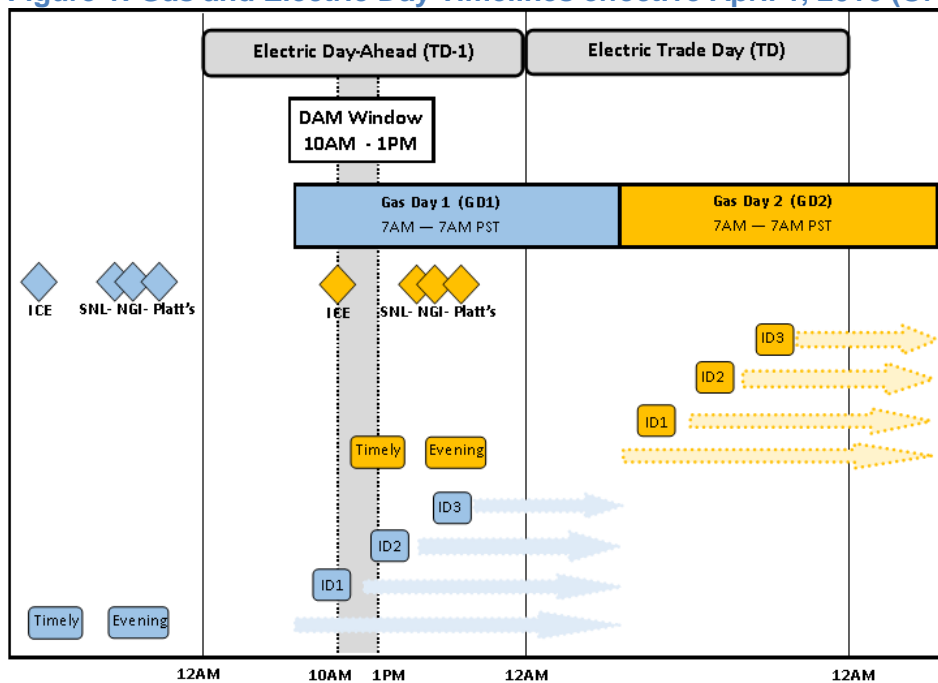 Electric Day-Ahead (TD-1)
Electric Trade Day (TD)
DAM Window
10AM - 1PM
Gas Day 1 (GD1)
7AM — 7AM PST
Gas Day 2 (GD2)
7AM — 7AM PST
ICE
SNL- NGI- Platt's
ICE
SNL- NGI- Platt's
ID3
ID2
ID1
Timely
Evening
ID3
ID2
ID1
Timely
Evening
12AM
10AM
1PM
12AM
12AM